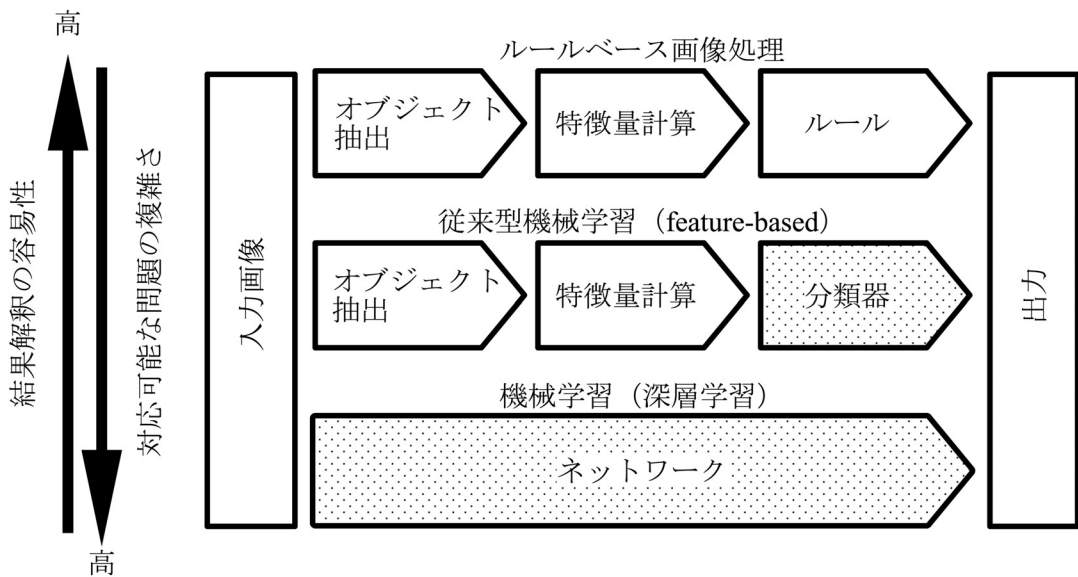 高
結果解釈の容易性
対応可能な問題の複雑さ
高
入力画像
ルールベース画像処理
オブジェクト
抽出
特徴量計算
ルール
従来型機械学習（feature-based）
オブジェクト
抽出
特徴量計算
分類器
機械学習（深層学習）
ネットワーク
出力